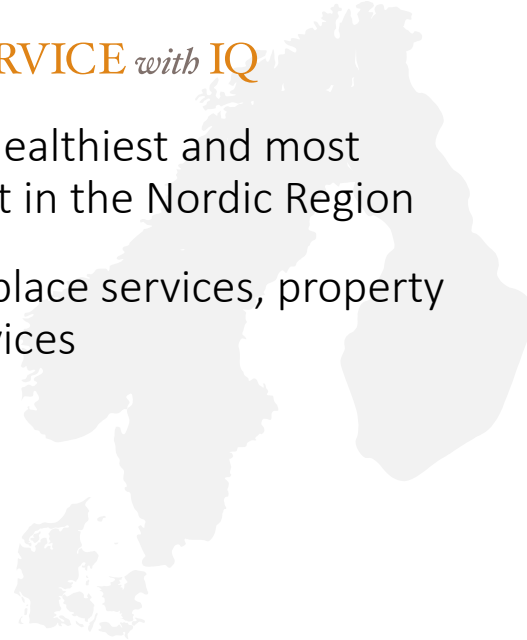 RVICE with IQ
ealthiest and most
t in the Nordic Region
place services, property
vices